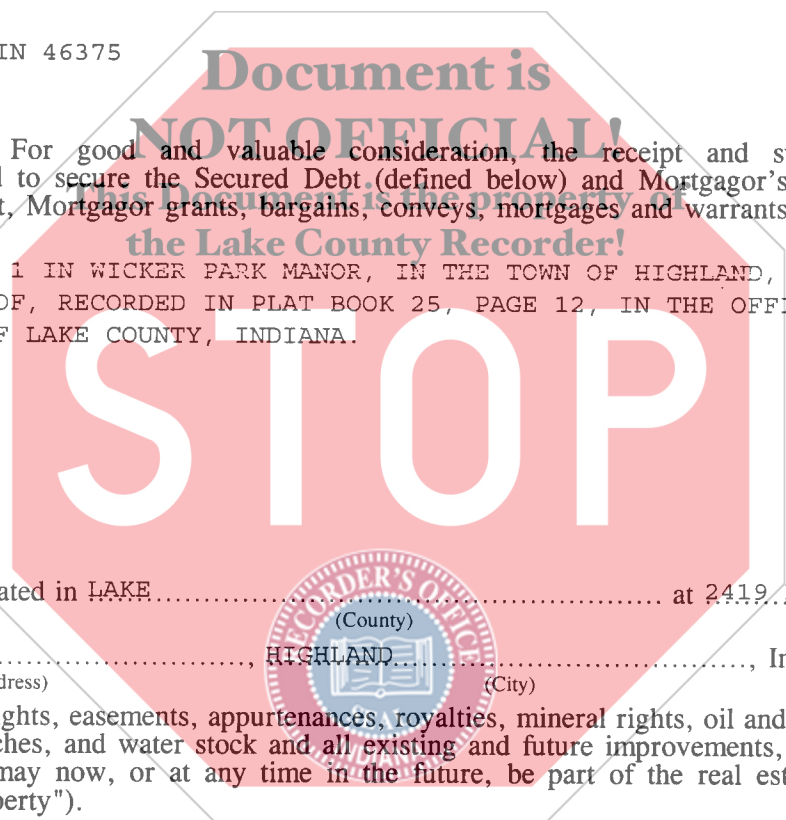 IN 46375
Document is
NOT OFFICIAL!
For good and valuable consideration, the receipt and
to secure the Secured Debt (defined below) and Mortgagor's
This Document is the property of
Mortgagor grants, bargains, conveys, mortgages and warrants
the Lake County Recorder!
1 IN WICKER PARK MANOR, IN THE TOWN OF HIGHLAND,
OF, RECORDED IN PLAT BOOK 25, PAGE 12, IN THE OFFI
F LAKE COUNTY, INDIANA.
STOP
ated in LAKE at 2419
(County)
RECORDER'S OFFICE
HIGHLAND, In
dress) (City)
SEAL
INDIANA
ghts, easements, appurtenances, royalties, mineral rights, oil and
ches, and water stock and all existing and future improvements,
may now, or at any time in the future, be part of the real est
perty").